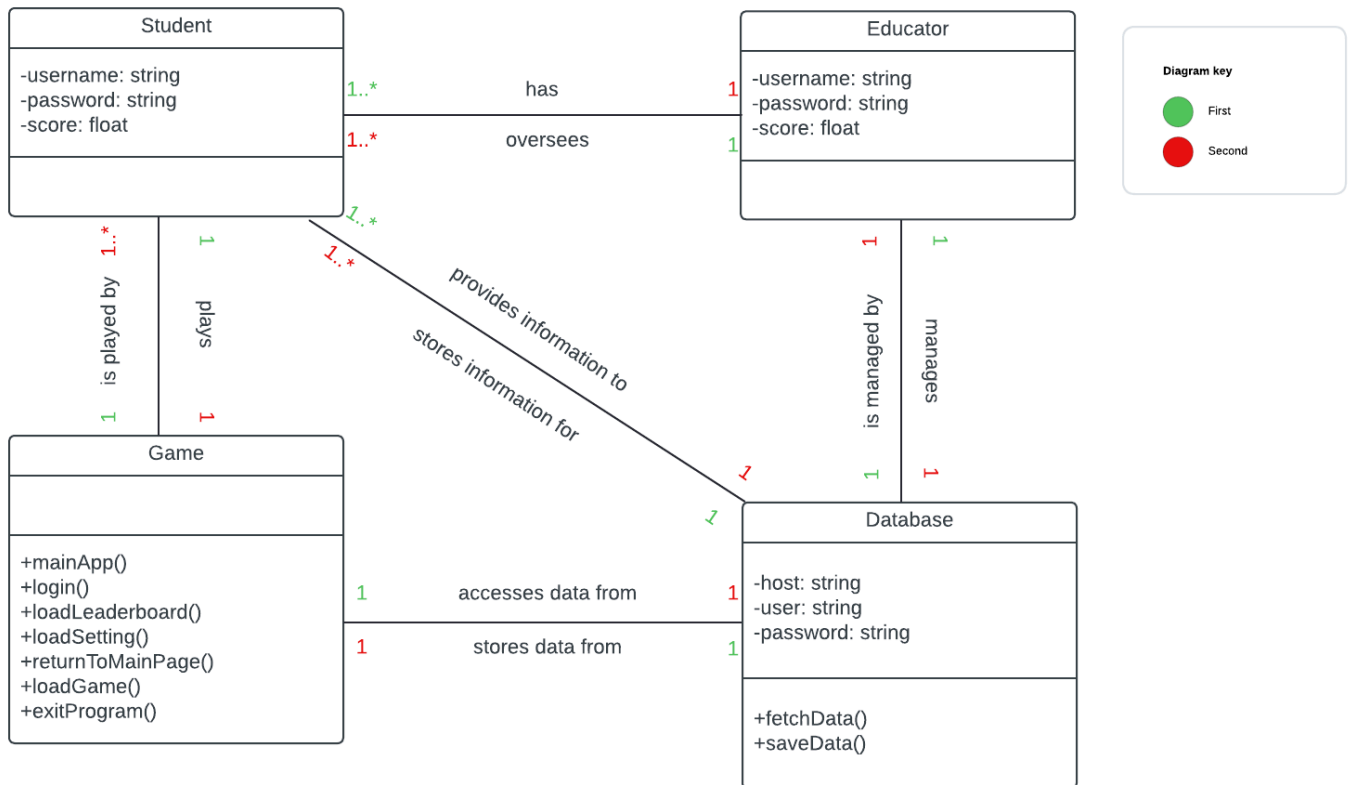 Student
-username: string
-password: string
-score: float
1..*
has
1
1..*
oversees
1
Educator
-username: string
-password: string
-score: float
Diagram key
First
Second
1..*
is played by
1
1
plays
1
1..*
1..*
provides information to
stores information for
1
1
1
is managed by
1
1
manages
1
Game
+mainApp()
+login()
+loadLeaderboard()
+loadSetting()
+returnToMainPage()
+loadGame()
+exitProgram()
1
accesses data from
1
1
stores data from
1
Database
-host: string
-user: string
-password: string
+fetchData()
+saveData()